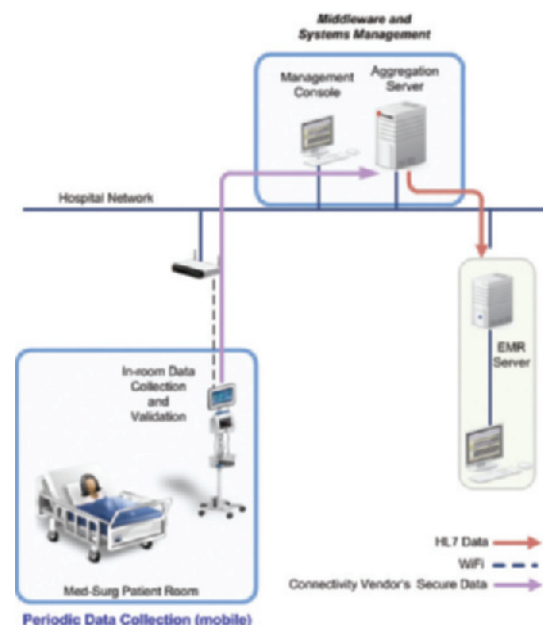 Middleware and
Systems Management
Management
Console
Aggregation
Server
Hospital Network
In-room Data
Collection
and
Validation
EMR
Server
HL7 Data
WiFi
Connectivity Vendor's Secure Data
Med-Surg Patient Room
Periodic Data Collection (mobile)